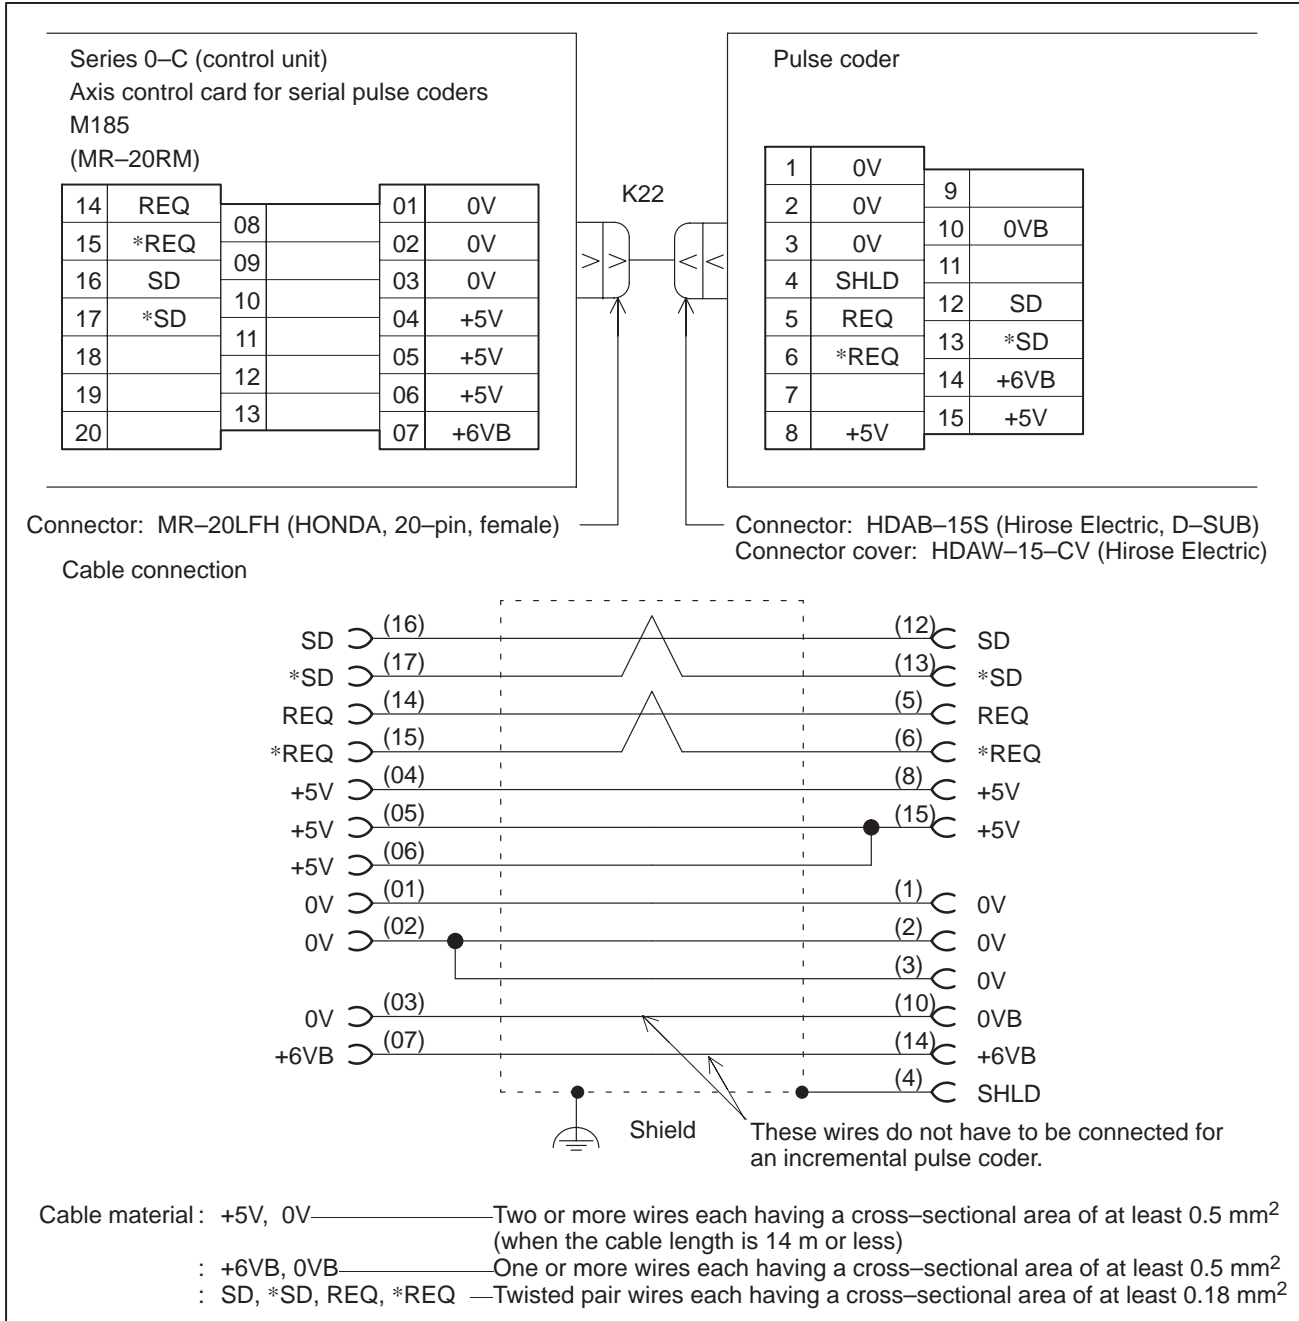 Series 0–C (control unit)
Axis control card for serial pulse coders
M185
(MR–20RM)
14 REQ
15 *REQ
16 SD
17 *SD
18
19
20
08
09
10
11
12
13
01 0V
02 0V
03 0V
04 +5V
05 +5V
06 +5V
07 +6VB
K22
> >
< <
Pulse coder
1 0V
2 0V
3 0V
4 SHLD
5 REQ
6 *REQ
7
8 +5V
9
10 0VB
11
12 SD
13 *SD
14 +6VB
15 +5V
Connector: MR–20LFH (HONDA, 20–pin, female)
Connector: HDAB–15S (Hirose Electric, D–SUB)
Connector cover: HDAW–15–CV (Hirose Electric)
Cable connection
SD (16) (12) SD
*SD (17) (13) *SD
REQ (14) (5) REQ
*REQ (15) (6) *REQ
+5V (04) (8) +5V
+5V (05) (15) +5V
+5V (06)
0V (01) (1) 0V
0V (02) (2) 0V
(3) 0V
0V (03) (10) 0VB
+6VB (07) (14) +6VB
(4) SHLD
Shield
These wires do not have to be connected for
an incremental pulse coder.
Cable material : +5V, 0V Two or more wires each having a cross–sectional area of at least 0.5 mm2
(when the cable length is 14 m or less)
: +6VB, 0VB One or more wires each having a cross–sectional area of at least 0.5 mm2
: SD, *SD, REQ, *REQ Twisted pair wires each having a cross–sectional area of at least 0.18 mm2